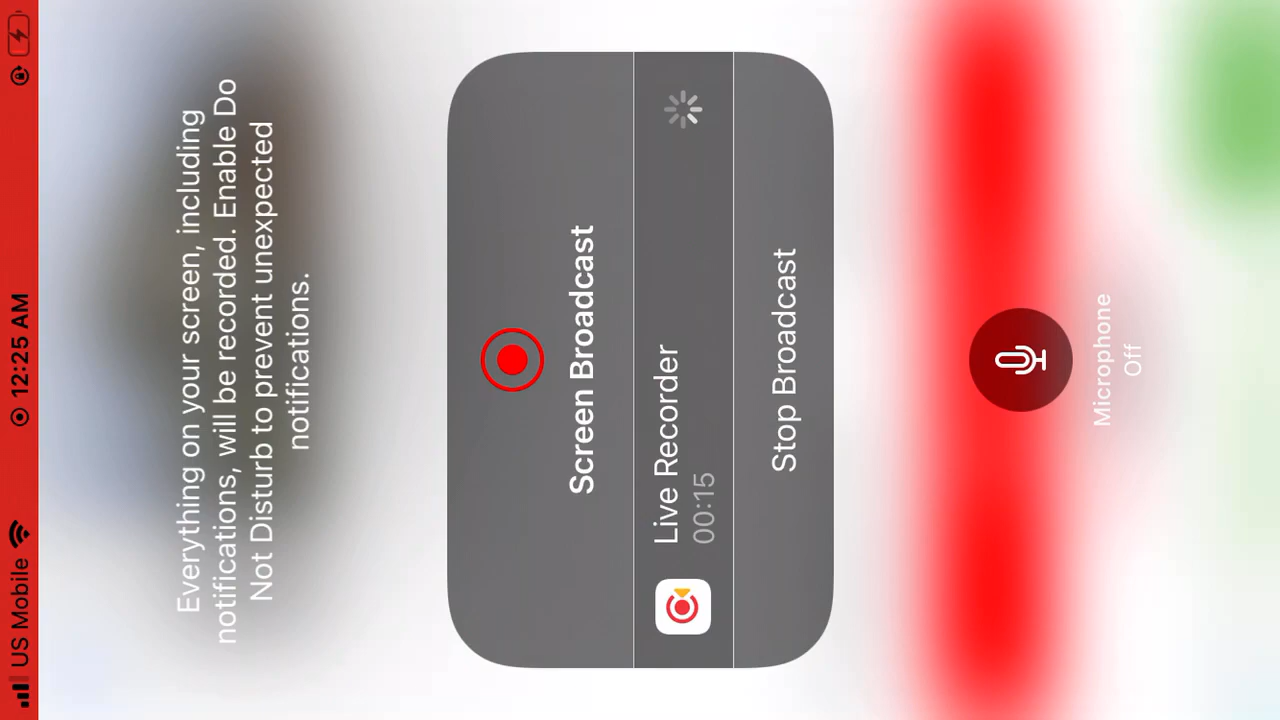 US Mobile 12:25 AM
Everything on your screen, including
notifications, will be recorded. Enable Do
Not Disturb to prevent unexpected
notifications.
Screen Broadcast
Live Recorder
00:15
Stop Broadcast
Microphone
Off